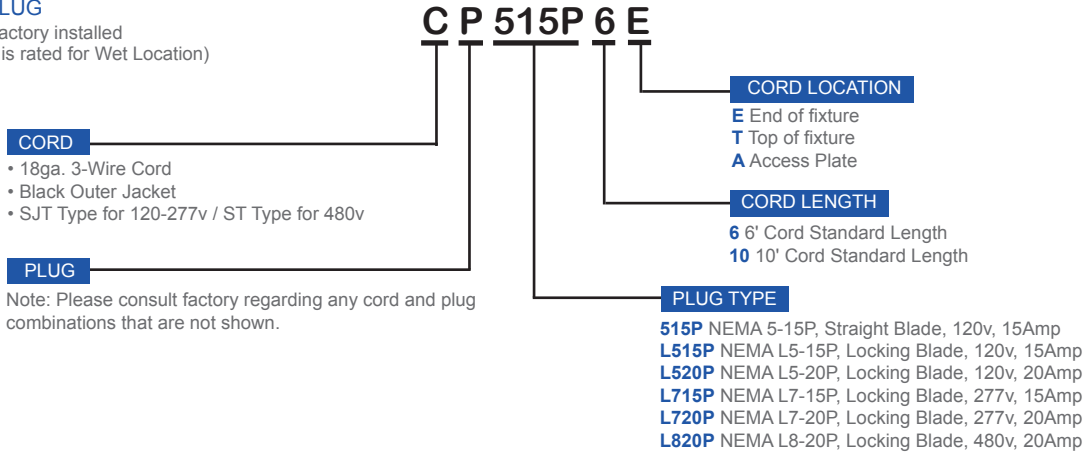 LUG
actory installed
is rated for Wet Location)
C P 515P 6 E
CORD
• 18ga. 3-Wire Cord
• Black Outer Jacket
• SJT Type for 120-277v / ST Type for 480v
PLUG
Note: Please consult factory regarding any cord and plug
combinations that are not shown.
CORD LOCATION
E End of fixture
T Top of fixture
A Access Plate
CORD LENGTH
6 6' Cord Standard Length
10 10' Cord Standard Length
PLUG TYPE
515P NEMA 5-15P, Straight Blade, 120v, 15Amp
L515P NEMA L5-15P, Locking Blade, 120v, 15Amp
L520P NEMA L5-20P, Locking Blade, 120v, 20Amp
L715P NEMA L7-15P, Locking Blade, 277v, 15Amp
L720P NEMA L7-20P, Locking Blade, 277v, 20Amp
L820P NEMA L8-20P, Locking Blade, 480v, 20Amp